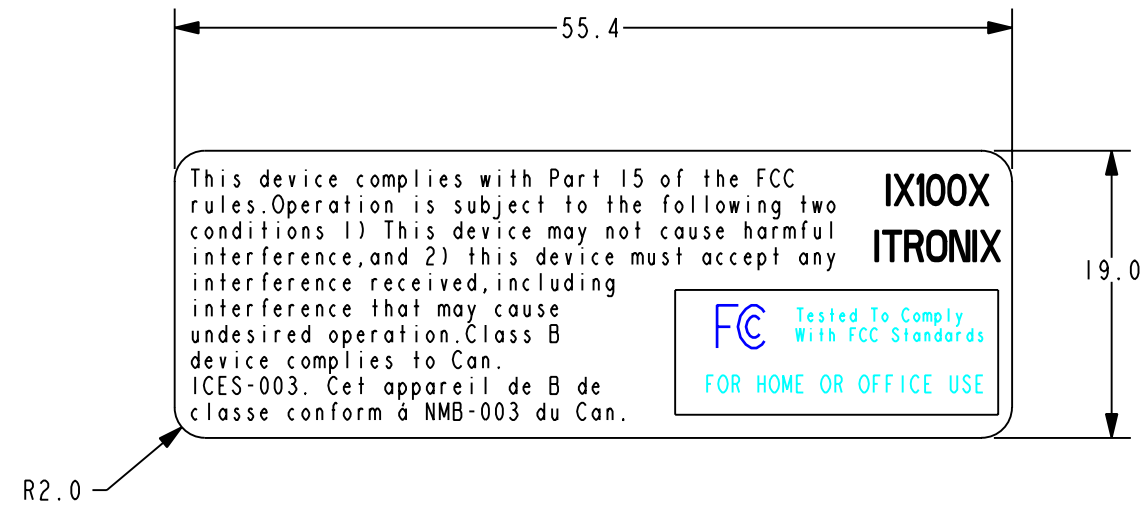 55.4
This device complies with Part 15 of the FCC
rules.Operation is subject to the following two
conditions 1) This device may not cause harmful
interference,and 2) this device must accept any
interference received,including
interference that may cause
undesired operation.Class B
device complies to Can.
ICES-003. Cet appareil de B de
classe conform á NMB-003 du Can.
IX100X
ITRONIX
FCC
Tested To Comply
With FCC Standards
FOR HOME OR OFFICE USE
19.0
R2.0